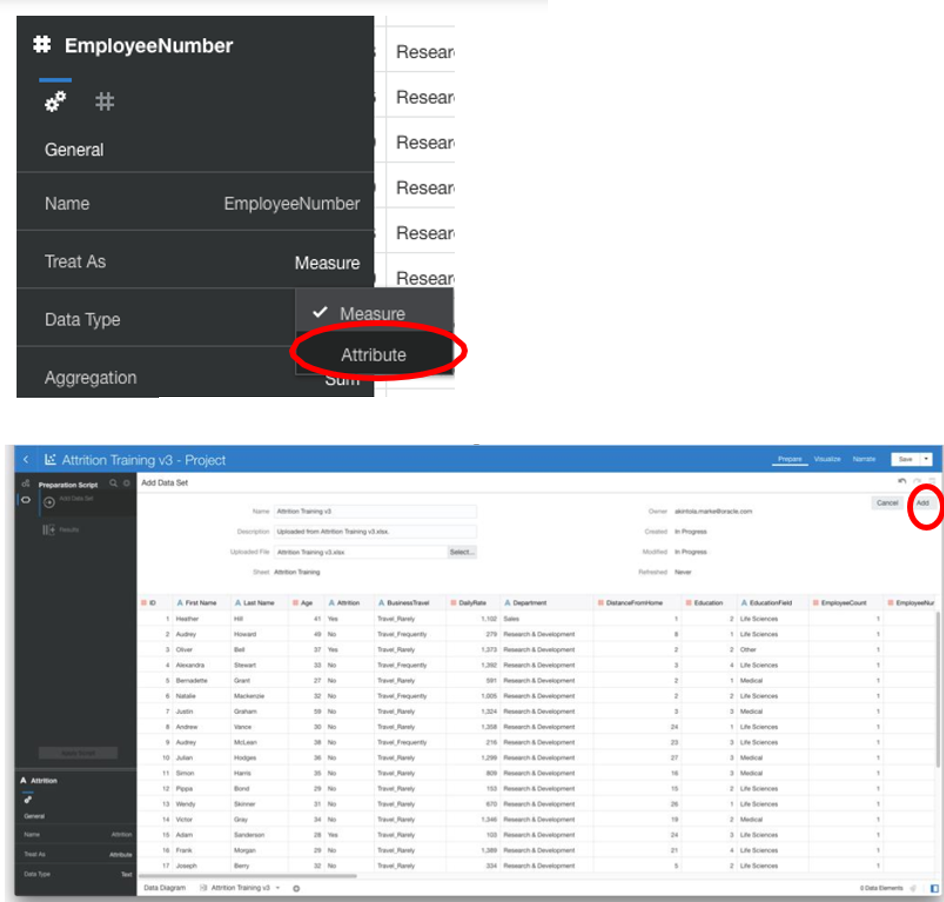 EmployeeNumber
General
Name EmployeeNumber
Treat As Measure
Measure
Data Type
Attribute
Aggregation Sum
Resear
Resear
Resear
Resear
Resear
Resear
Attrition Training v3 - Project Prepare Visualize Narrate Save
Preparation Script Add Data Set
Add Data Set Cancel Add
Results
Name Attrition Training v3 Owner akintola.marke@oracle.com
Description Uploaded from Attrition Training v3.xlsx. Created In Progress
Uploaded File Attrition Training v3.xlsx Select... Modified In Progress
Sheet Attrition Training Refreshed Never
ID First Name Last Name Age Attrition BusinessTravel DailyRate Department DistanceFromHome Education EducationField EmployeeCount EmployeeNur
1 Heather Hill 41 Yes Travel_Rarely 1,102 Sales 1 2 Life Sciences 1
2 Audrey Howard 49 No Travel_Frequently 279 Research & Development 8 1 Life Sciences 1
3 Oliver Bell 37 Yes Travel_Rarely 1,373 Research & Development 2 2 Other 1
4 Alexandra Stewart 33 No Travel_Frequently 1,392 Research & Development 3 4 Life Sciences 1
5 Bernadette Grant 27 No Travel_Rarely 591 Research & Development 2 1 Medical 1
6 Natalie Mackenzie 32 No Travel_Frequently 1,005 Research & Development 2 2 Life Sciences 1
7 Justin Graham 59 No Travel_Rarely 1,324 Research & Development 3 3 Medical 1
8 Andrew Vance 30 No Travel_Rarely 1,358 Research & Development 24 1 Life Sciences 1
9 Audrey McLean 38 No Travel_Frequently 216 Research & Development 23 3 Life Sciences 1
10 Julian Hodges 36 No Travel_Rarely 1,299 Research & Development 27 3 Medical 1
11 Simon Harris 35 No Travel_Rarely 809 Research & Development 16 3 Medical 1
12 Pippa Bond 29 No Travel_Rarely 153 Research & Development 15 2 Life Sciences 1
13 Wendy Skinner 31 No Travel_Rarely 670 Research & Development 26 1 Life Sciences 1
14 Victor Gray 34 No Travel_Rarely 1,346 Research & Development 19 2 Medical 1
15 Adam Sanderson 28 Yes Travel_Rarely 103 Research & Development 24 3 Life Sciences 1
16 Frank Morgan 29 No Travel_Rarely 1,389 Research & Development 21 4 Life Sciences 1
17 Joseph Berry 32 No Travel_Rarely 334 Research & Development 5 2 Life Sciences 1
Apply Script
Attrition
General
Name Attrition
Treat As Attribute
Data Type Text
Data Diagram Attrition Training v3 0 Data Elements